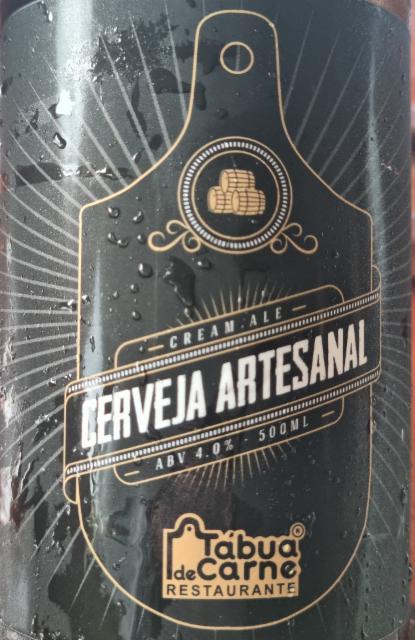 CREAM ALE
CERVEJA ARTESANAL
ABV 4.0% - 500ML
Tábua®
de Carne
RESTAURANTE